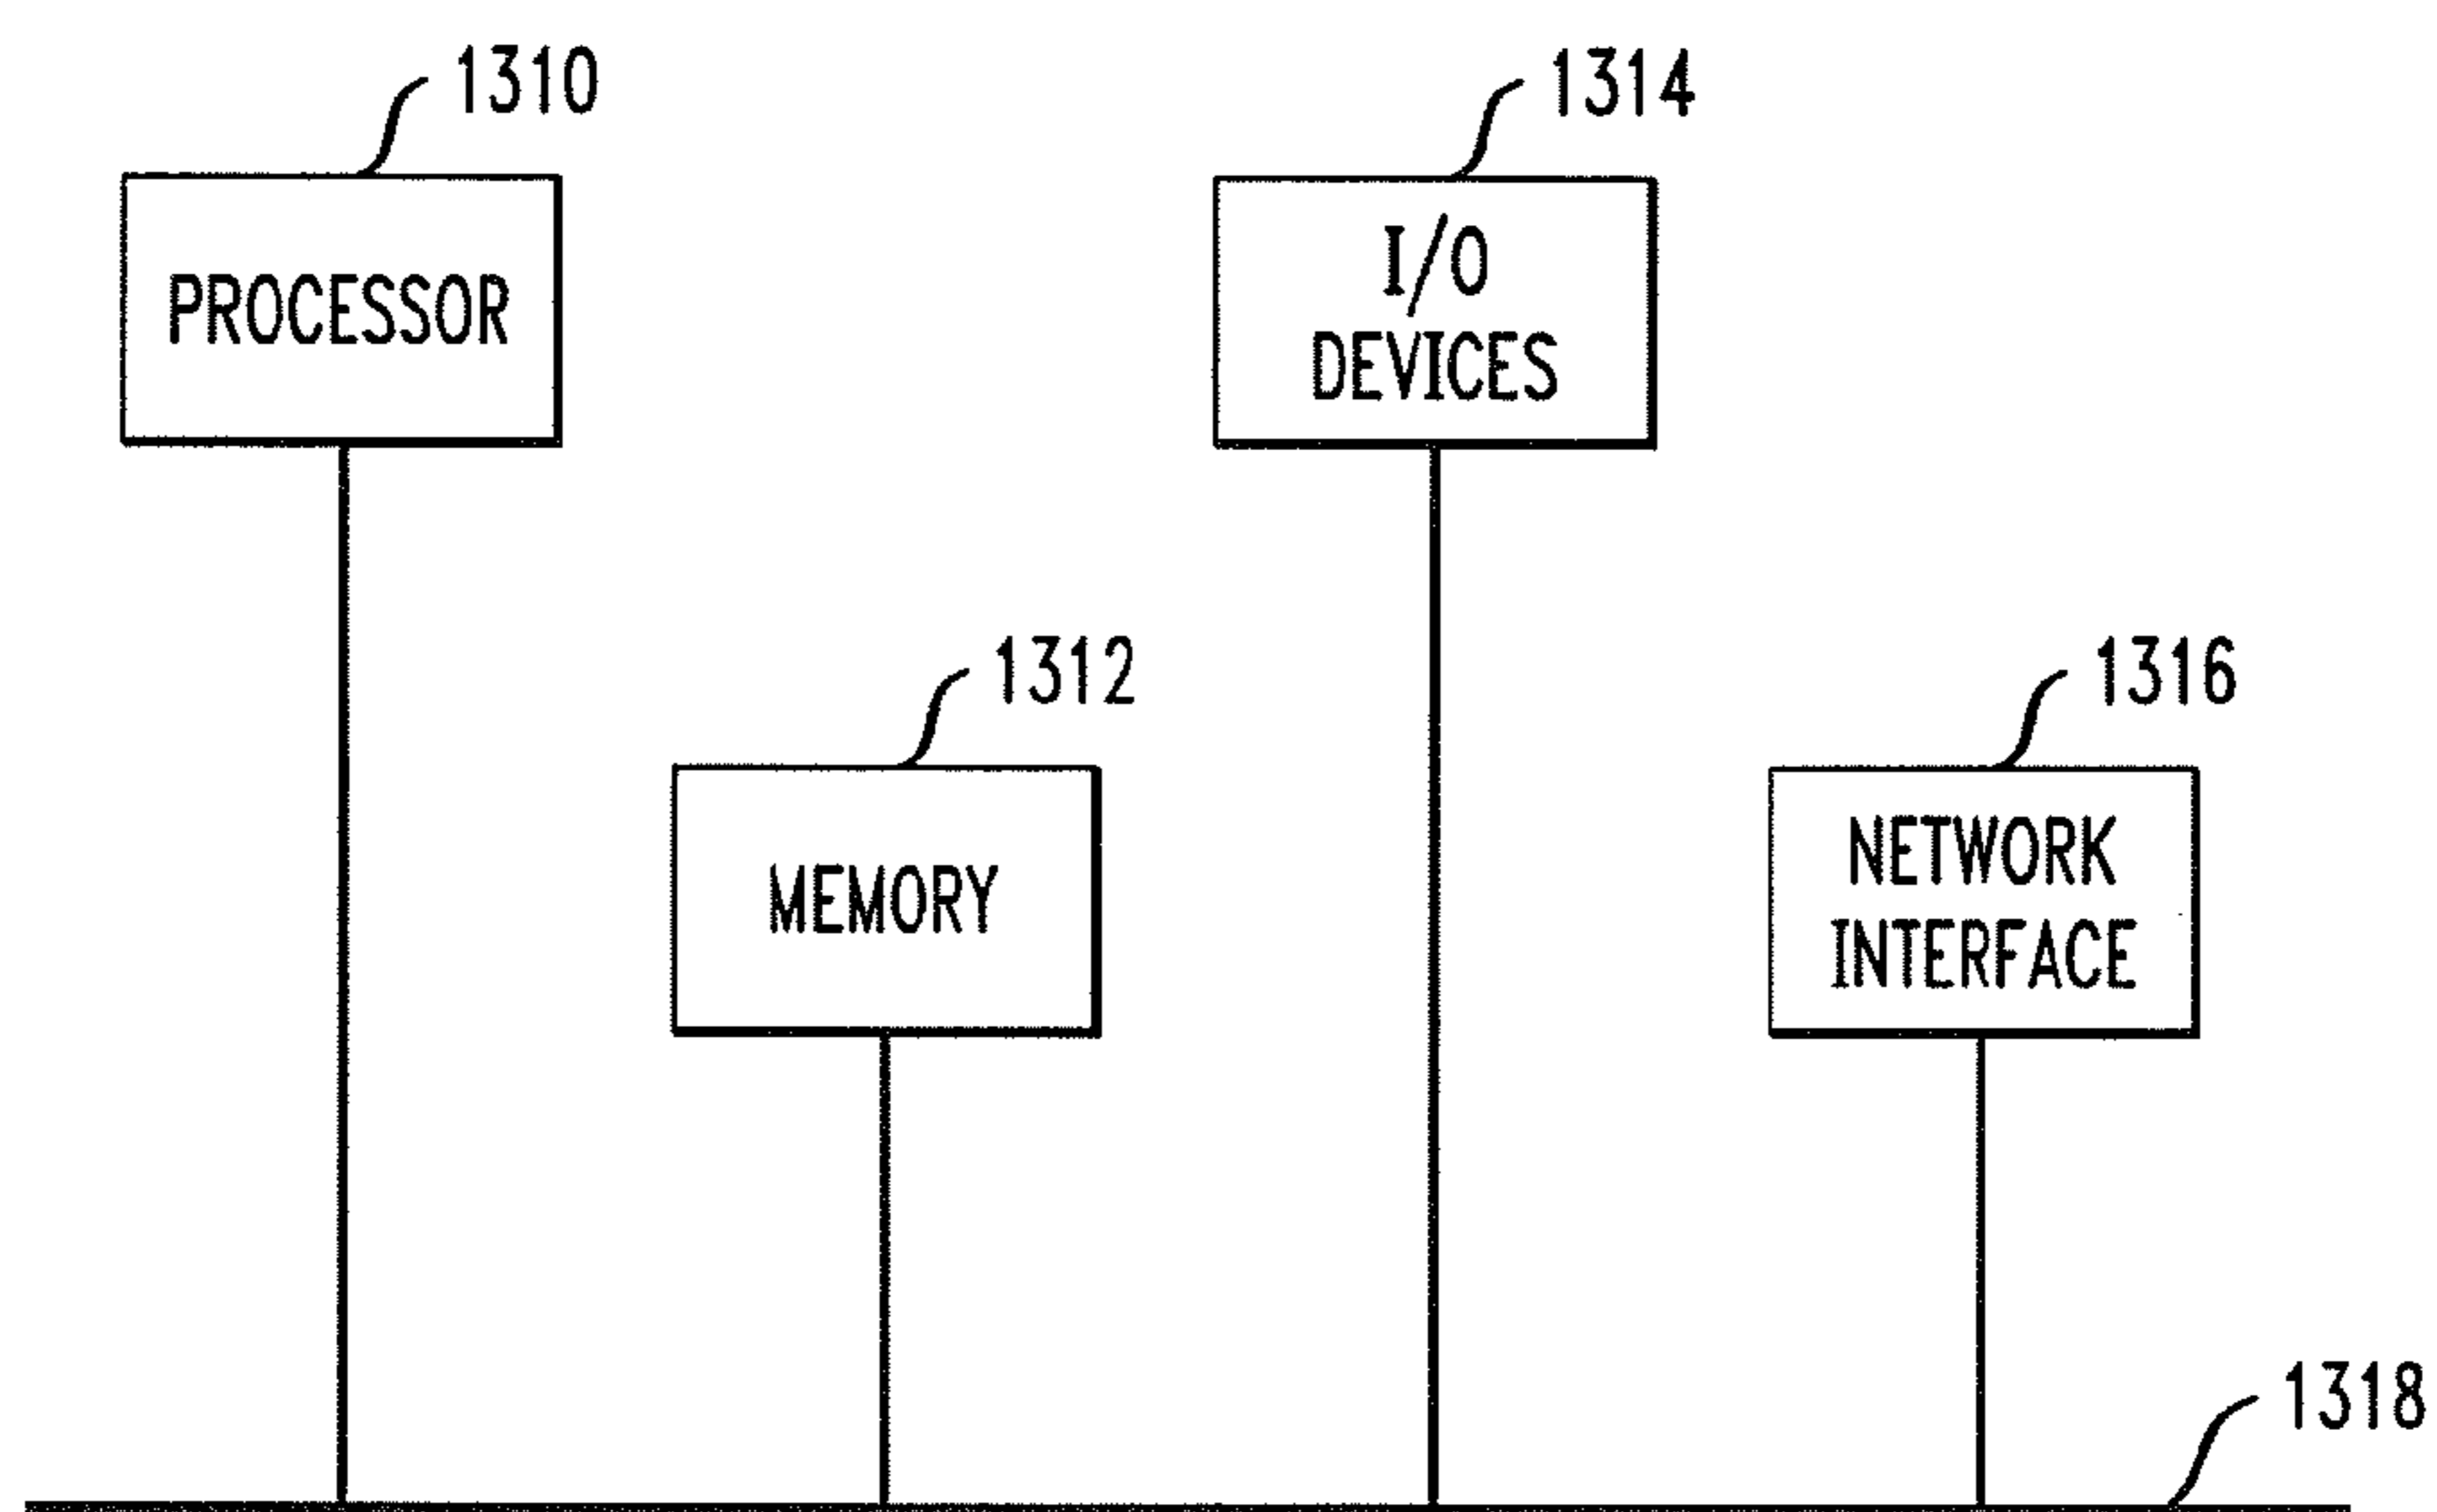 1310
PROCESSOR
1314
I/O
DEVICES
1312
MEMORY
1316
NETWORK
INTERFACE
1318